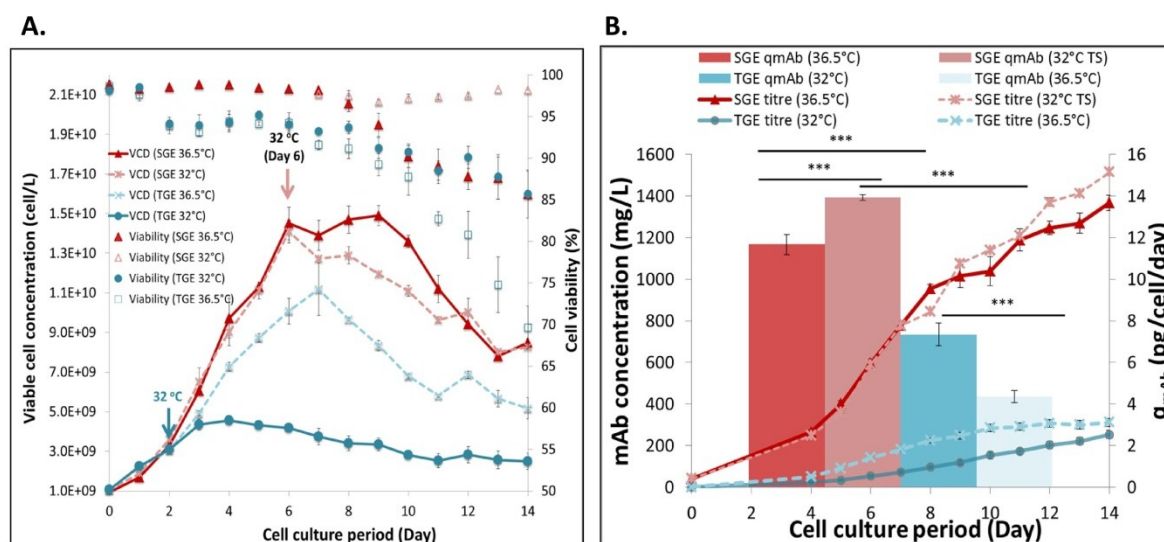 A.
Viable cell concentration (cell/L)
2.1E+10
1.9E+10
1.7E+10
1.5E+10
1.3E+10
1.1E+10
9.0E+09
7.0E+09
5.0E+09
3.0E+09
1.0E+09
VCD (SGE 36.5°C)
VCD (SGE 32°C)
VCD (TGE 36.5°C)
VCD (TGE 32°C)
Viability (SGE 36.5°C)
Viability (SGE 32°C)
Viability (TGE 32°C)
Viability (TGE 36.5°C)
32 °C
(Day 6)
32 °C
100
95
90
85
80
75
70
65
60
55
50
Cell viability (%)
0 2 4 6 8 10 12 14
Cell culture period (Day)
B.
SGE qmAb (36.5°C) SGE qmAb (32°C TS)
TGE qmAb (32°C) TGE qmAb (36.5°C)
SGE titre (36.5°C) SGE titre (32°C TS)
TGE titre (32°C) TGE titre (36.5°C)
mAb concentration (mg/L)
1600
1400
1200
1000
800
600
400
200
0
***
***
***
***
16
14
12
10
8
6
4
2
0
qmAb (pg/cell/day)
0 2 4 6 8 10 12 14
Cell culture period (Day)